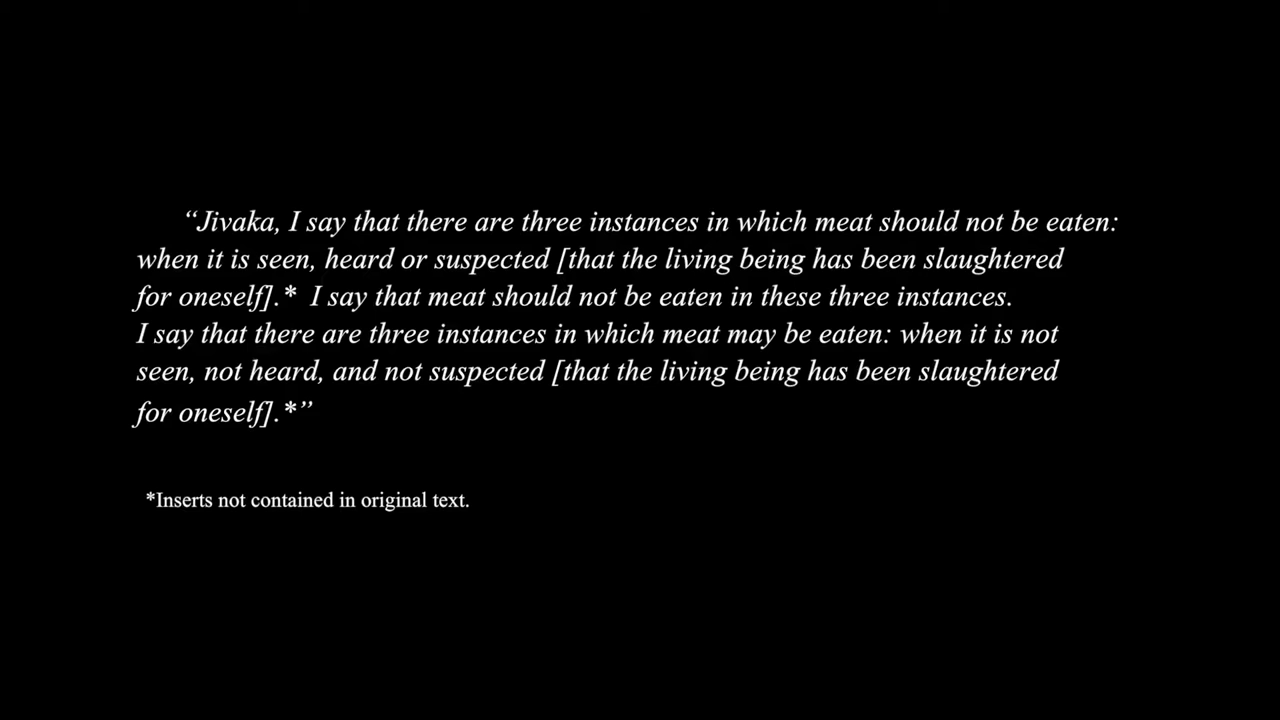 “Jivaka, I say that there are three instances in which meat should not be eaten:
when it is seen, heard or suspected [that the living being has been slaughtered
for oneself].* I say that meat should not be eaten in these three instances.
I say that there are three instances in which meat may be eaten: when it is not
seen, not heard, and not suspected [that the living being has been slaughtered
for oneself].*”
*Inserts not contained in original text.